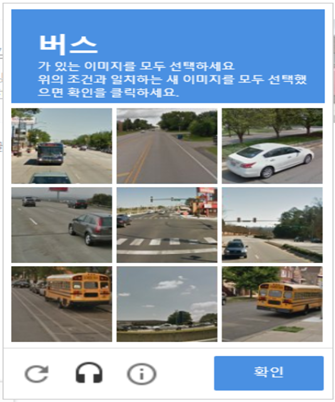 버스
가 있는 이미지를 모두 선택하세요
위의 조건과 일치하는 새 이미지를 모두 선택했
으면 확인을 클릭하세요.
확인